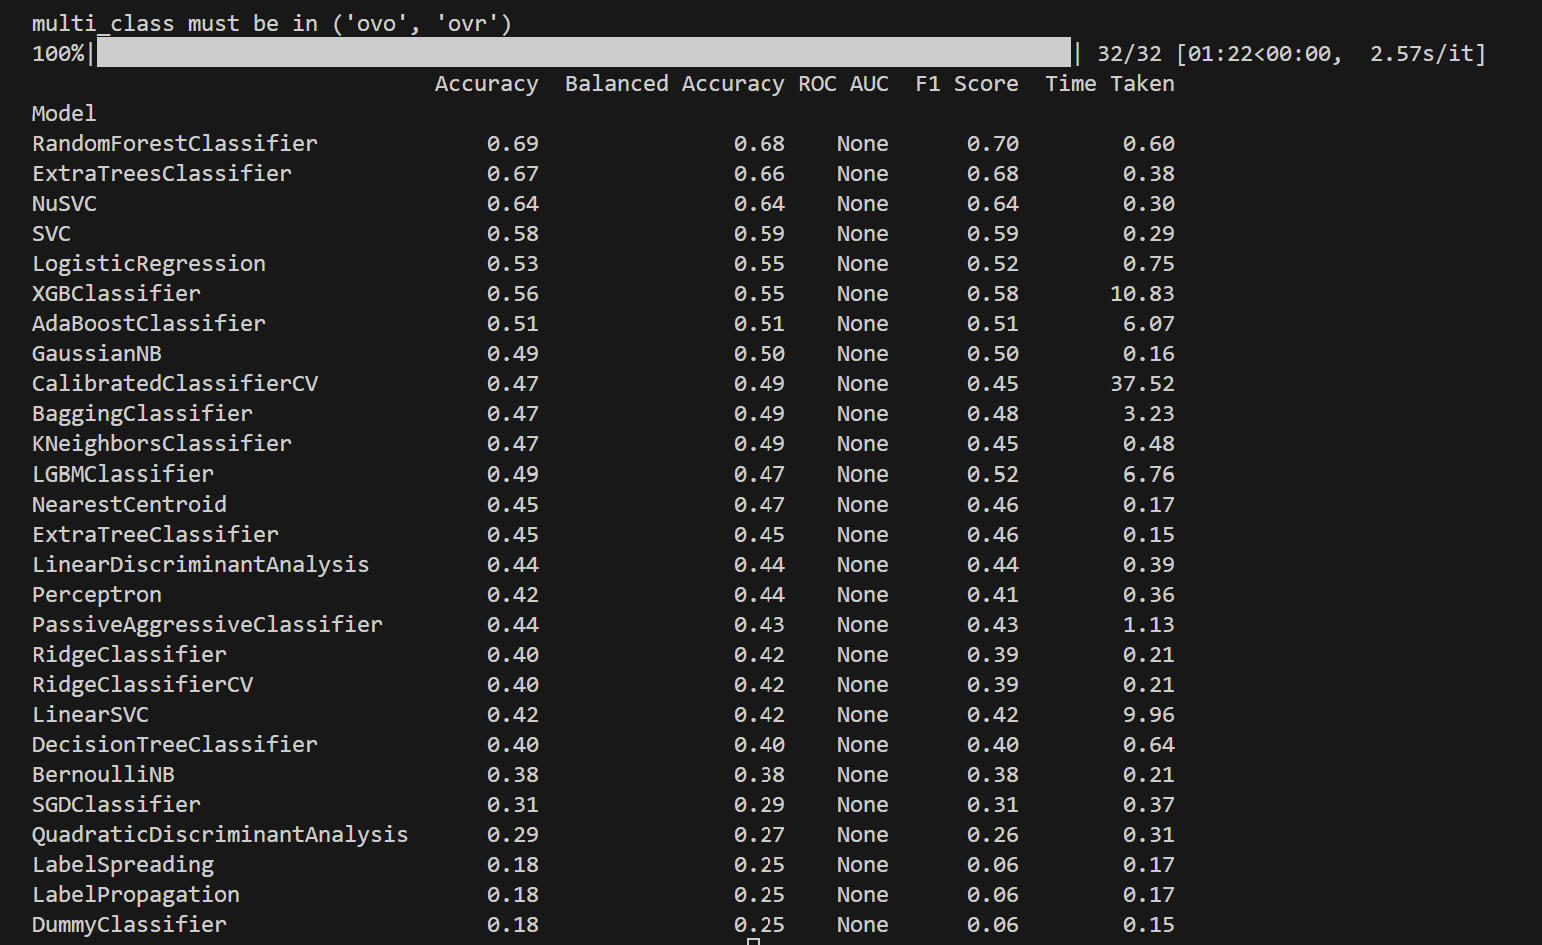 multi_class must be in ('ovo', 'ovr')
100%| | 32/32 [01:22<00:00, 2.57s/it]
Accuracy Balanced Accuracy ROC AUC F1 Score Time Taken
Model
RandomForestClassifier 0.69 0.68 None 0.70 0.60
ExtraTreesClassifier 0.67 0.66 None 0.68 0.38
NuSVC 0.64 0.64 None 0.64 0.30
SVC 0.58 0.59 None 0.59 0.29
LogisticRegression 0.53 0.55 None 0.52 0.75
XGBClassifier 0.56 0.55 None 0.58 10.83
AdaBoostClassifier 0.51 0.51 None 0.51 6.07
GaussianNB 0.49 0.50 None 0.50 0.16
CalibratedClassifierCV 0.47 0.49 None 0.45 37.52
BaggingClassifier 0.47 0.49 None 0.48 3.23
KNeighborsClassifier 0.47 0.49 None 0.45 0.48
LGBMClassifier 0.49 0.47 None 0.52 6.76
NearestCentroid 0.45 0.47 None 0.46 0.17
ExtraTreeClassifier 0.45 0.45 None 0.46 0.15
LinearDiscriminantAnalysis 0.44 0.44 None 0.44 0.39
Perceptron 0.42 0.44 None 0.41 0.36
PassiveAggressiveClassifier 0.44 0.43 None 0.43 1.13
RidgeClassifier 0.40 0.42 None 0.39 0.21
RidgeClassifierCV 0.40 0.42 None 0.39 0.21
LinearSVC 0.42 0.42 None 0.42 9.96
DecisionTreeClassifier 0.40 0.40 None 0.40 0.64
BernoulliNB 0.38 0.38 None 0.38 0.21
SGDClassifier 0.31 0.29 None 0.31 0.37
QuadraticDiscriminantAnalysis 0.29 0.27 None 0.26 0.31
LabelSpreading 0.18 0.25 None 0.06 0.17
LabelPropagation 0.18 0.25 None 0.06 0.17
DummyClassifier 0.18 0.25 None 0.06 0.15